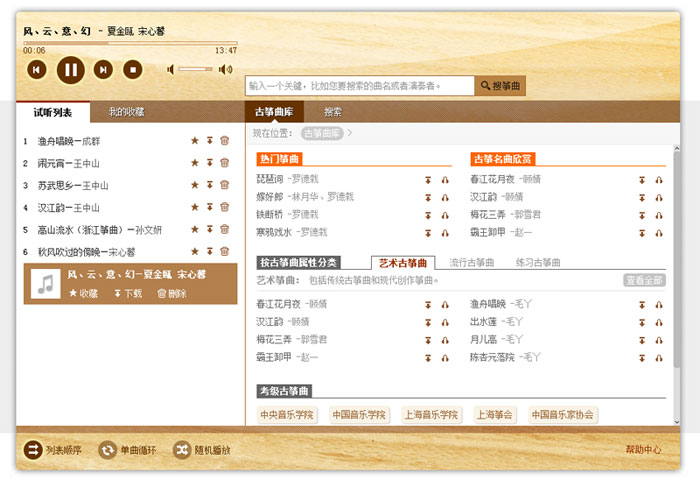 风、云、意、幻 - 夏金瓯 宋心馨
00:06 13:47
输入一个关键，比如您要搜索的曲名或者演奏者。 搜筝曲
试听列表 我的收藏
古筝曲库 搜索
现在位置： 古筝曲库
1 渔舟唱晚-成群
2 闹元宵-王中山
3 苏武思乡-王中山
4 汉江韵-王中山
5 高山流水（浙江筝曲）-孙文妍
6 秋风吹过的傍晚-宋心馨
风、云、意、幻-夏金瓯 宋心馨
收藏 下载 删除
热门筝曲
琵琶词 -罗德栽
嫁好郎 -林月华、罗德栽
铁断桥 -罗德栽
寒鸦戏水 -罗德栽
古筝名曲欣赏
春江花月夜 -顾婧
汉江韵 -顾婧
梅花三弄 -郭雪君
霸王卸甲 -赵一
按古筝曲属性分类 艺术古筝曲 流行古筝曲 练习古筝曲
艺术筝曲： 包括传统古筝曲和现代创作筝曲。 查看全部
春江花月夜 -顾婧
汉江韵 -顾婧
梅花三弄 -郭雪君
霸王卸甲 -赵一
渔舟唱晚 -毛丫
出水莲 -毛丫
月儿高 -毛丫
陈杏元落院 -毛丫
考级古筝曲
中央音乐学院 中国音乐学院 上海音乐学院 上海筝会 中国音乐家协会
列表顺序 单曲循环 随机播放 帮助中心